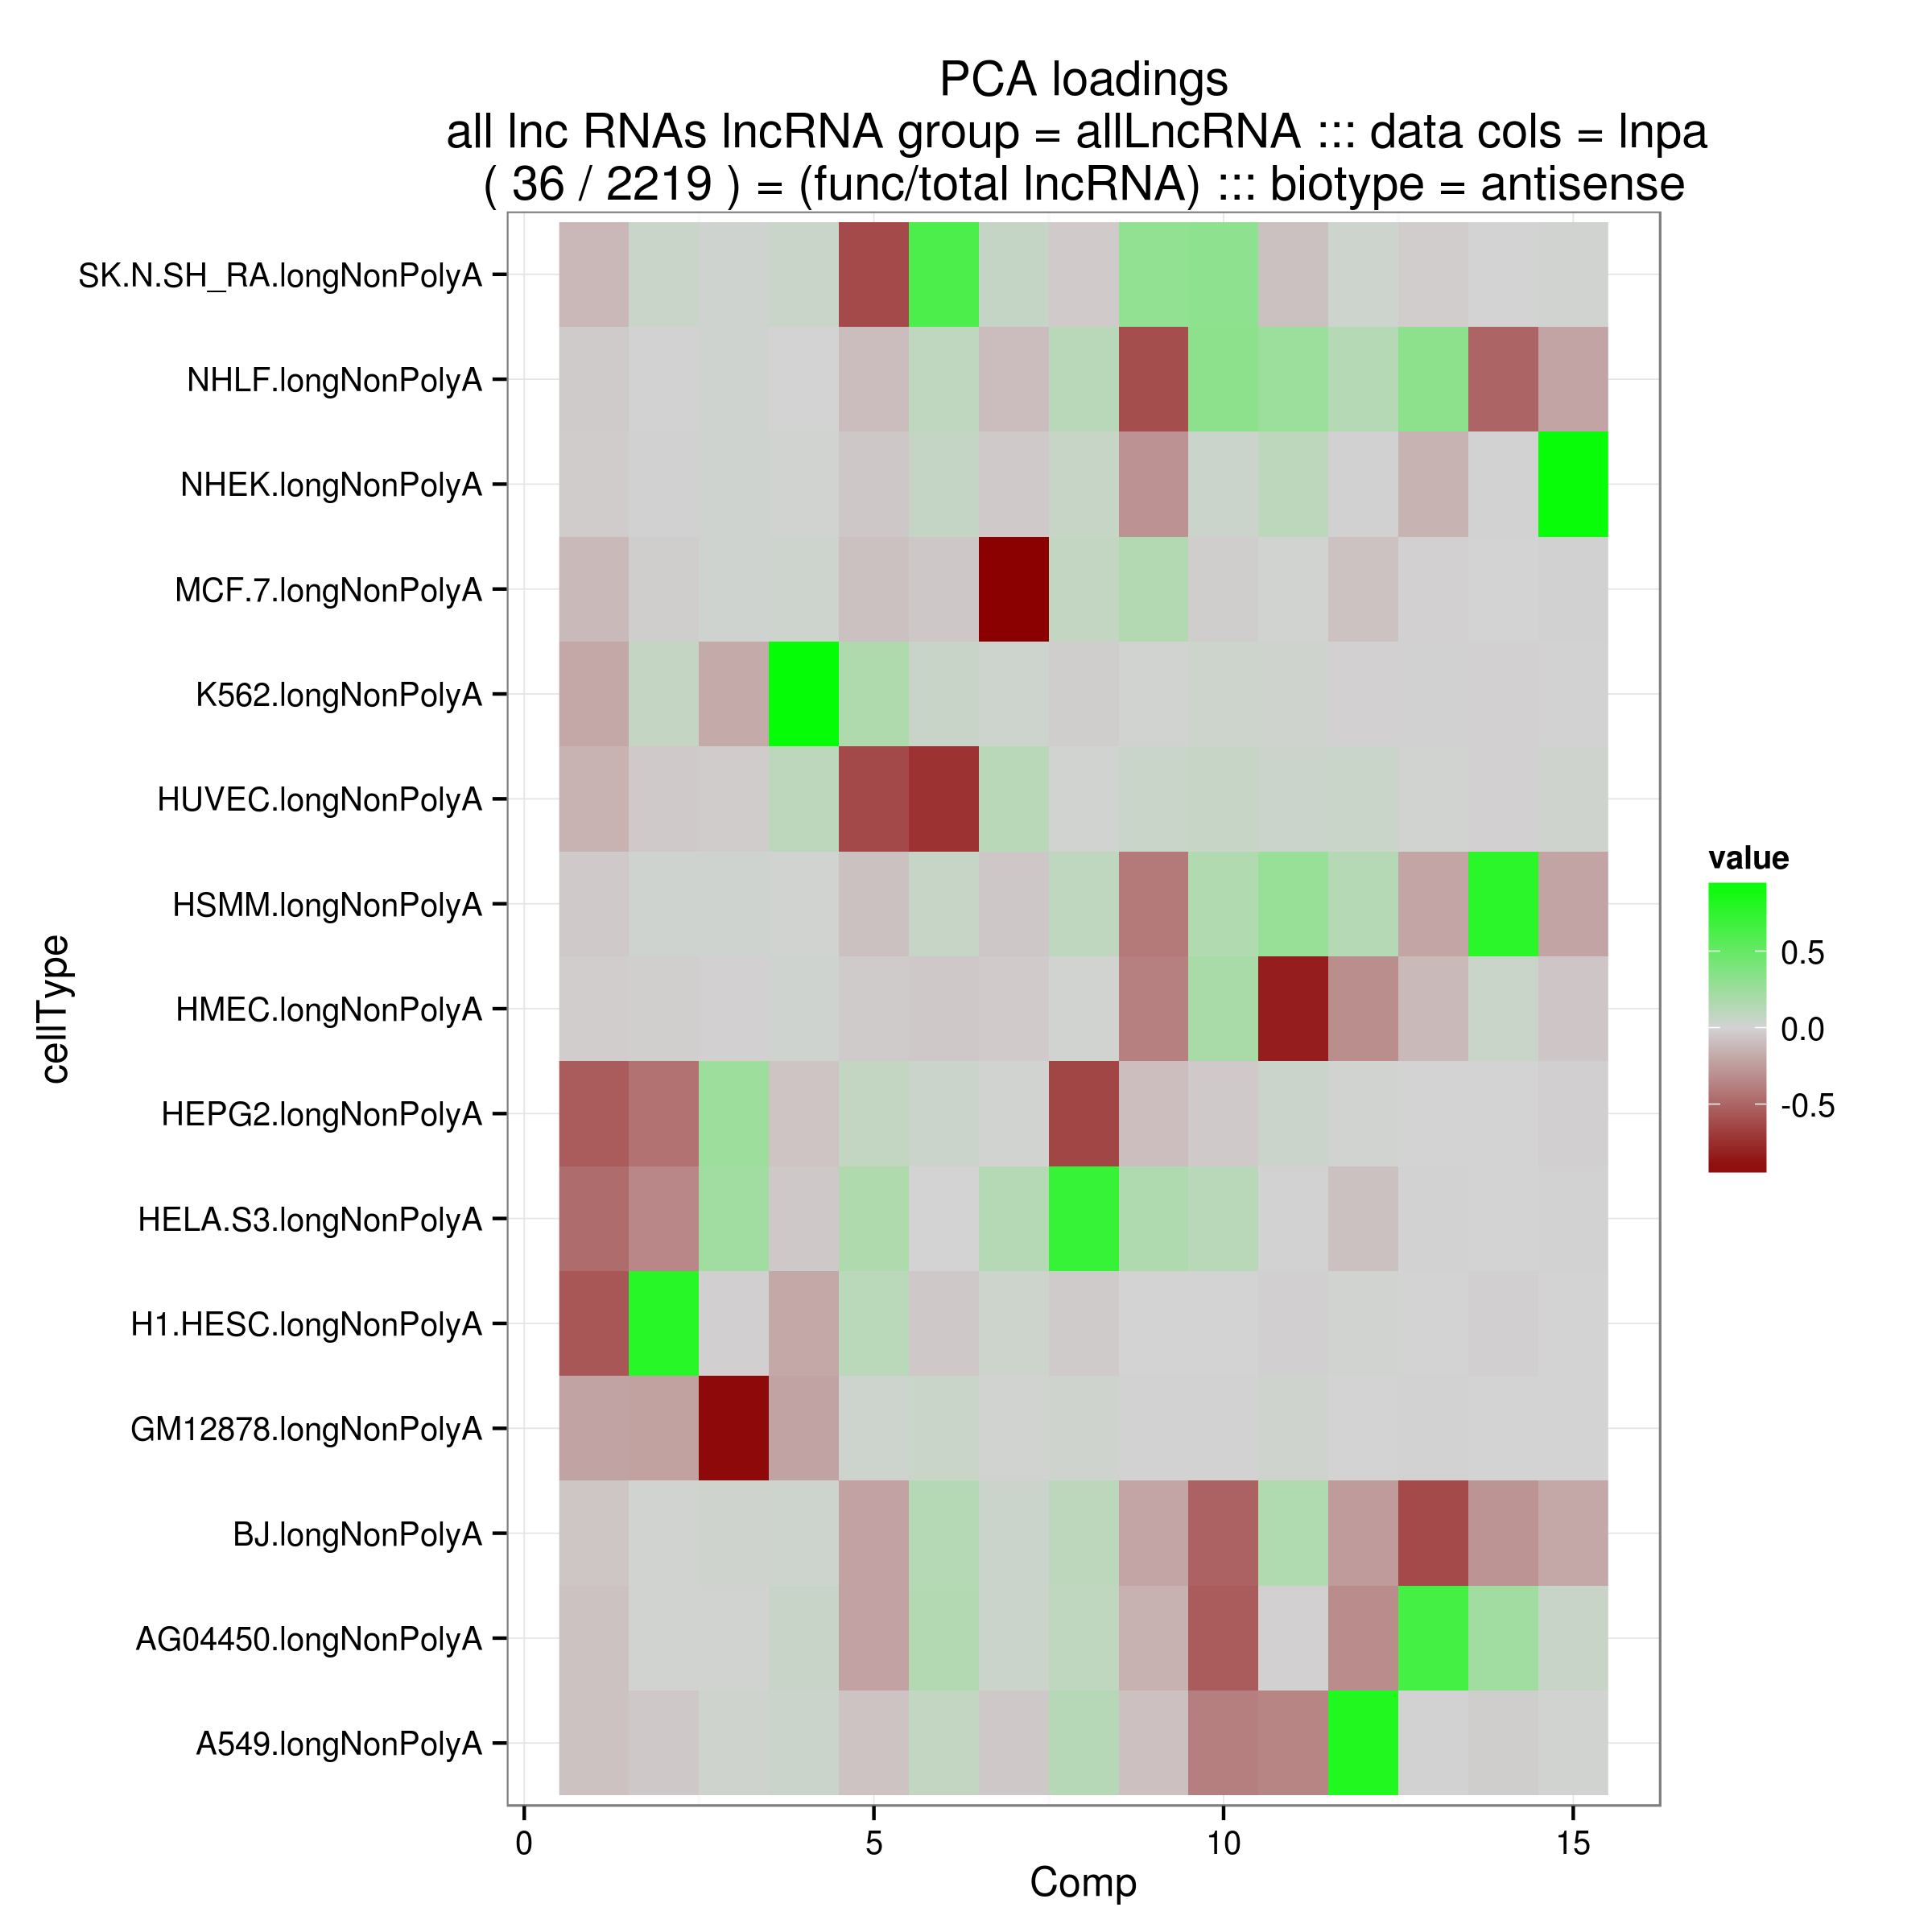 PCA loadings
all lnc RNAs lncRNA group = allLncRNA ::: data cols = lnpa
( 36 / 2219 ) = (func/total lncRNA) ::: biotype = antisense
SK.N.SH_RA.longNonPolyA
NHLF.longNonPolyA
NHEK.longNonPolyA
MCF.7.longNonPolyA
K562.longNonPolyA
HUVEC.longNonPolyA
HSMM.longNonPolyA
HMEC.longNonPolyA
HEPG2.longNonPolyA
HELA.S3.longNonPolyA
H1.HESC.longNonPolyA
GM12878.longNonPolyA
BJ.longNonPolyA
AG04450.longNonPolyA
A549.longNonPolyA
cellType
0 5 10 15
Comp
value
0.5
0.0
-0.5